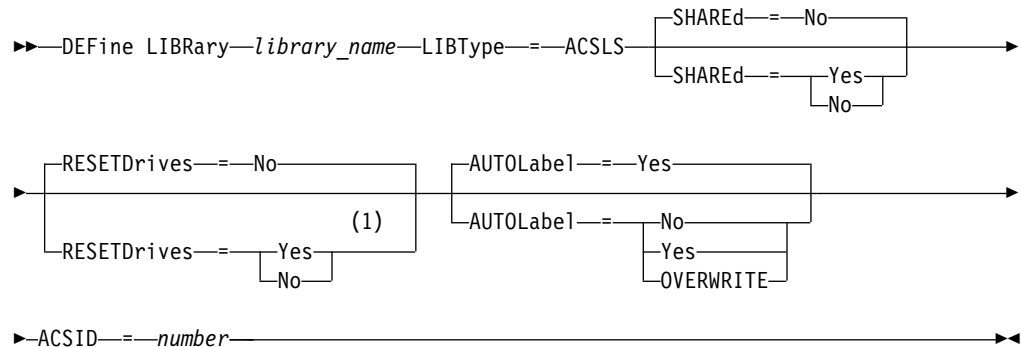 SHAREd = No
DEFine LIBRary library_name LIBType = ACSLS
SHAREd = Yes
No
RESETDrives = No
AUTOLabel = Yes
(1)
RESETDrives = Yes
No
AUTOLabel = No
Yes
OVERWRITE
ACSID = number